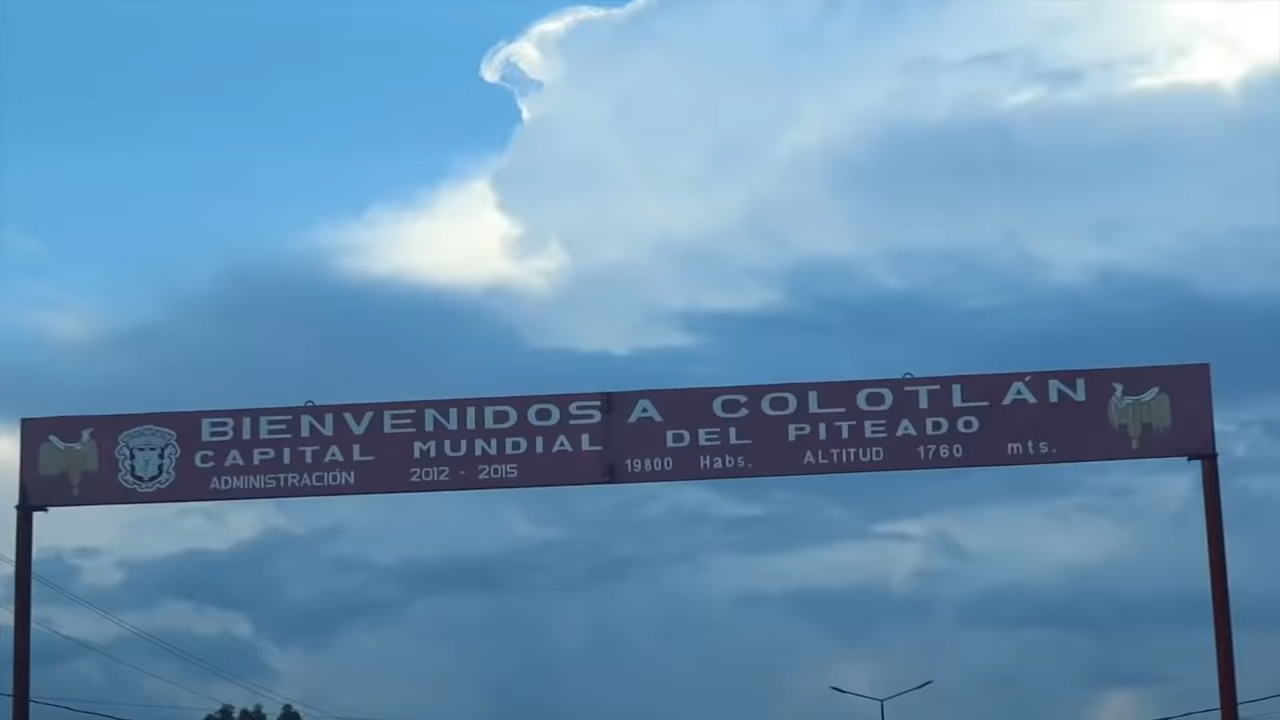 BIENVENIDOS A COLOTLÁN
CAPITAL MUNDIAL DEL PITEADO
ADMINISTRACIÓN 2012 - 2015 19800 Habs. ALTITUD 1760 mts.